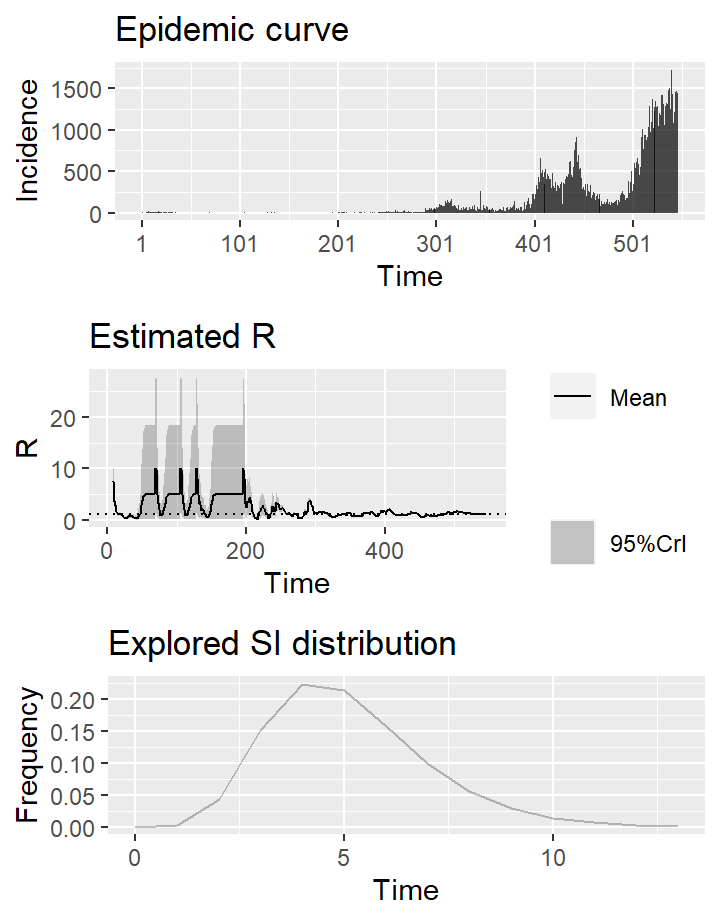 Epidemic curve
1500
1000
500
0
Incidence
1 101 201 301 401 501
Time
Estimated R
20
10
0
R
0 200 400
Time
Mean
95%CrI
Explored SI distribution
0.20
0.15
0.10
0.05
0.00
Frequency
0 5 10
Time